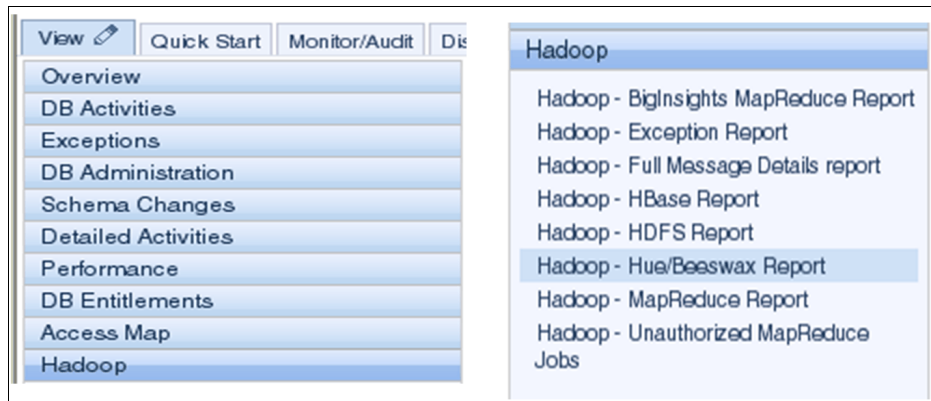 View
Quick Start
Monitor/Audit
Overview
DB Activities
Exceptions
DB Administration
Schema Changes
Detailed Activities
Performance
DB Entitlements
Access Map
Hadoop
Hadoop
Hadoop - BigInsights MapReduce Report
Hadoop - Exception Report
Hadoop - Full Message Details report
Hadoop - HBase Report
Hadoop - HDFS Report
Hadoop - Hue/Beeswax Report
Hadoop - MapReduce Report
Hadoop - Unauthorized MapReduce
Jobs